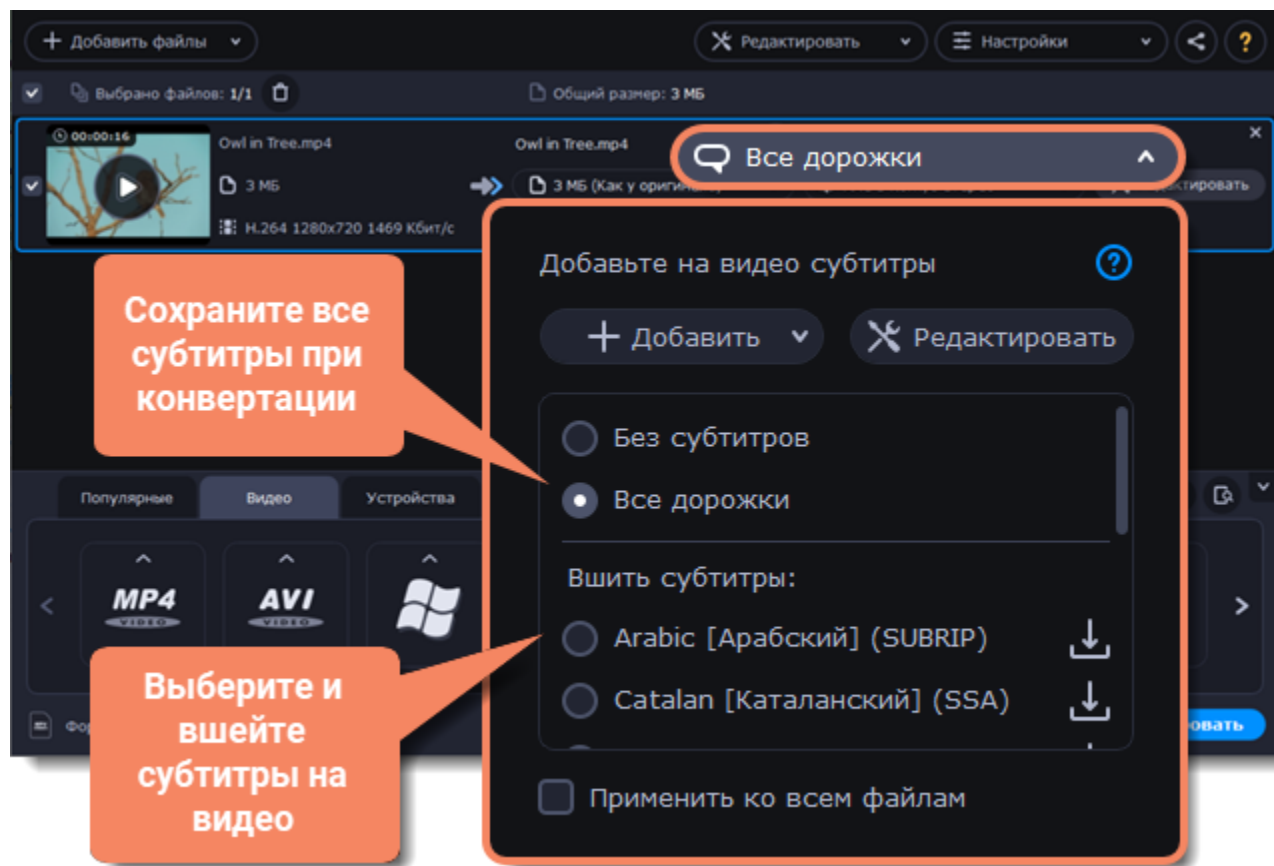 Добавить файлы
Редактировать
Настройки
?
Выбрано файлов: 1/1
Общий размер: 3 МБ
00:00:16
Owl in Tree.mp4
Owl in Tree.mp4
Все дорожки
3 МБ
3 МБ (Как у
H.264 1280x720 1469 Кбит/с
Добавьте на видео субтитры
?
Добавить
Редактировать
Сохраните все
субтитры при
конвертации
Без субтитров
Все дорожки
Популярные
Видео
Устройства
Вшить субтитры:
MP4
VIDEO
AVI
VIDEO
Arabic [Арабский] (SUBRIP)
Catalan [Каталанский] (SSA)
Выберите и
вшейте
субтитры на
видео
Применить ко всем файлам